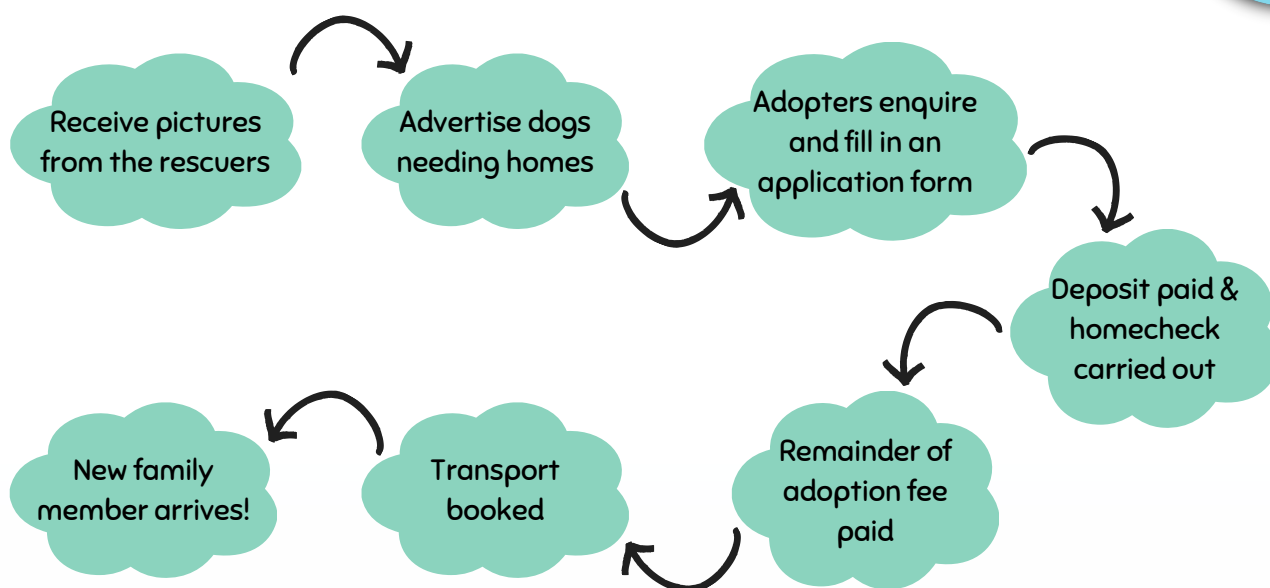 Receive pictures
from the rescuers
Advertise dogs
needing homes
Adopters enquire
and fill in an
application form
Deposit paid &
homecheck
carried out
Remainder of
adoption fee
paid
Transport
booked
New family
member arrives!